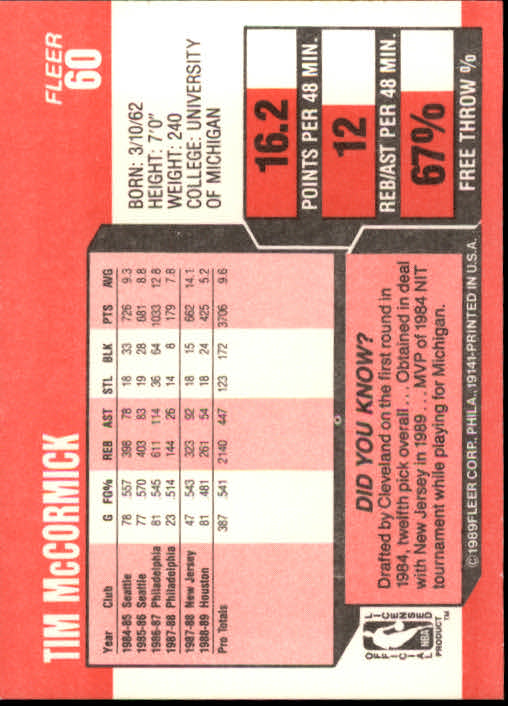 TIM McCORMICK
FLEER
60
Year Club G FG% REB AST STL BLK PTS AVG
1984-85 Seattle 78 .557 398 78 18 33 726 9.3
1985-86 Seattle 77 .570 403 83 19 28 681 8.8
1986-87 Philadelphia 81 .545 611 114 36 64 1033 12.8
1987-88 Philadelphia 23 .514 144 26 14 8 179 7.8
1987-88 New Jersey 47 .543 323 92 18 15 662 14.1
1988-89 Houston 81 .481 261 54 18 24 425 5.2
Pro Totals 387 .541 2140 447 123 172 3706 9.6
BORN: 3/10/62
HEIGHT: 7'0"
WEIGHT: 240
COLLEGE: UNIVERSITY
OF MICHIGAN
16.2
POINTS PER 48 MIN.
12
REB/AST PER 48 MIN.
67%
FREE THROW %
DID YOU KNOW?
Drafted by Cleveland on the first round in
1984, twelfth pick overall . . . Obtained in deal
with New Jersey in 1989 . . . MVP of 1984 NIT
tournament while playing for Michigan.
OFFICIAL
LICENSED
NBA
PRODUCT™
©1989FLEER CORP., PHILA., 19141-PRINTED IN U.S.A.